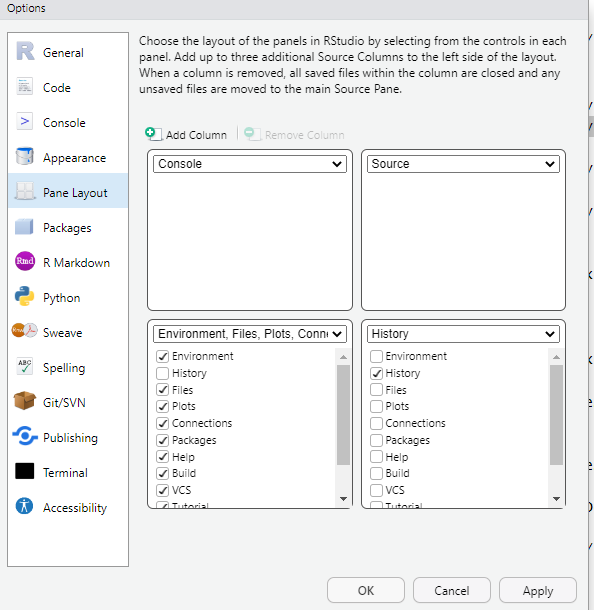 Options
General
Code
Console
Appearance
Pane Layout
Packages
Rmd
R Markdown
Python
Sweave
ABC
Spelling
Git/SVN
Publishing
Terminal
Accessibility
Choose the layout of the panels in RStudio by selecting from the controls in each
panel. Add up to three additional Source Columns to the left side of the layout.
When a column is removed, all saved files within the column are closed and any
unsaved files are moved to the main Source Pane.
Add Column
Remove Column
Console
Source
Environment, Files, Plots, Conn
Environment
History
Files
Plots
Connections
Packages
Help
Build
VCS
Tutorial
History
Environment
History
Files
Plots
Connections
Packages
Help
Build
VCS
Tutorial
OK
Cancel
Apply